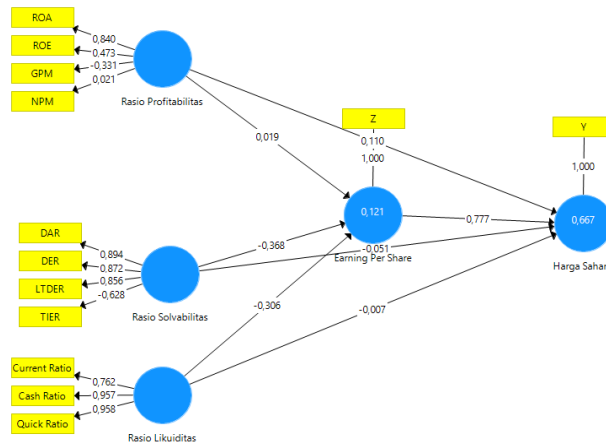 ROA
0,840
ROE
0,473
GPM
-0,331
NPM
0,021
Rasio Profitabilitas
Z
0,110
1,000
Y
1,000
0,019
0,121
0,777
0,667
Earning Per Share
Harga Saham
DAR
0,894
DER
0,872
LTDER
0,856
TIER
-0,628
Rasio Solvabilitas
-0,368
-0,051
-0,306
-0,007
Current Ratio
0,762
Cash Ratio
0,957
Quick Ratio
0,958
Rasio Likuiditas